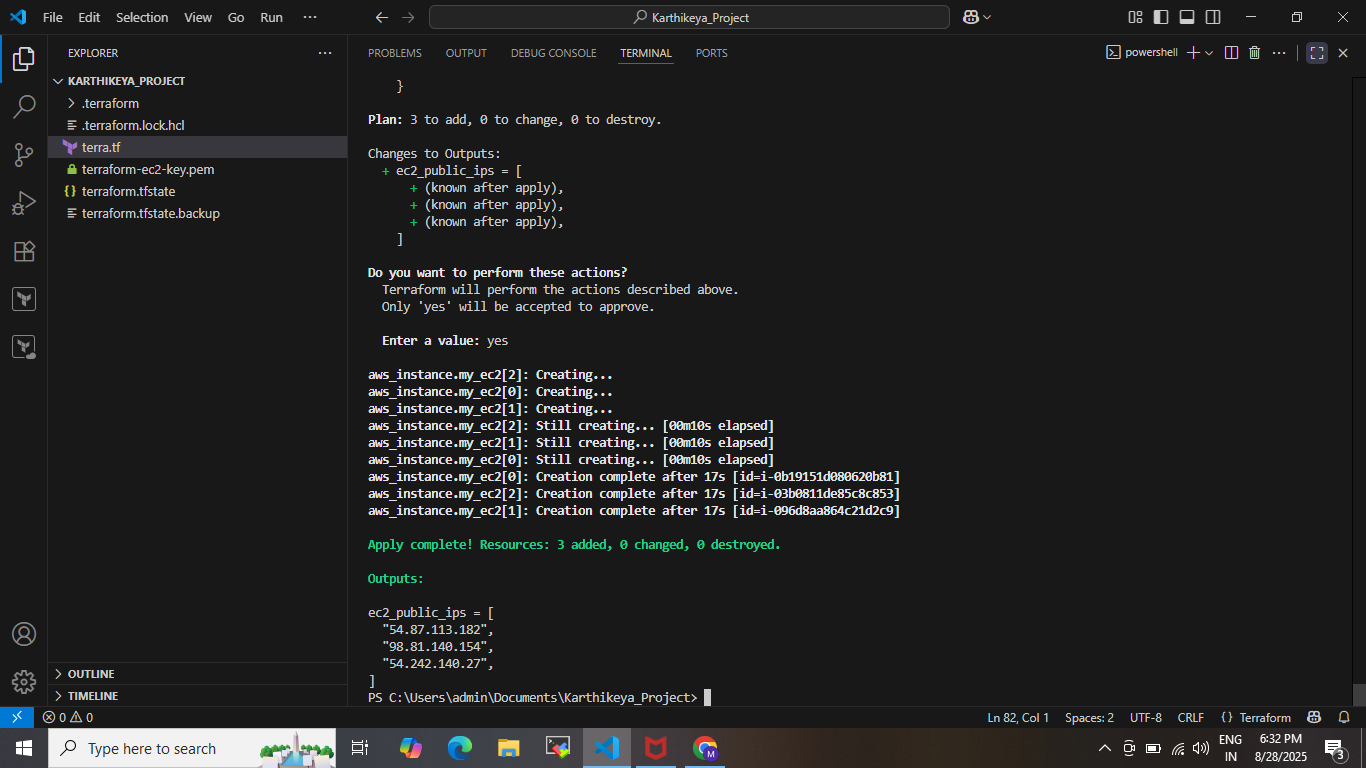 File Edit Selection View Go Run ···
Karthikeya_Project
EXPLORER ···
KARTHIKEYA_PROJECT
.terraform
.terraform.lock.hcl
terra.tf
terraform-ec2-key.pem
terraform.tfstate
terraform.tfstate.backup
OUTLINE
TIMELINE
PROBLEMS OUTPUT DEBUG CONSOLE TERMINAL PORTS
powershell
}
Plan: 3 to add, 0 to change, 0 to destroy.
Changes to Outputs:
+ ec2_public_ips = [
+ (known after apply),
+ (known after apply),
+ (known after apply),
]
Do you want to perform these actions?
Terraform will perform the actions described above.
Only 'yes' will be accepted to approve.
Enter a value: yes
aws_instance.my_ec2[2]: Creating...
aws_instance.my_ec2[0]: Creating...
aws_instance.my_ec2[1]: Creating...
aws_instance.my_ec2[2]: Still creating... [00m10s elapsed]
aws_instance.my_ec2[1]: Still creating... [00m10s elapsed]
aws_instance.my_ec2[0]: Still creating... [00m10s elapsed]
aws_instance.my_ec2[0]: Creation complete after 17s [id=i-0b19151d080620b81]
aws_instance.my_ec2[2]: Creation complete after 17s [id=i-03b0811de85c8c853]
aws_instance.my_ec2[1]: Creation complete after 17s [id=i-096d8aa864c21d2c9]
Apply complete! Resources: 3 added, 0 changed, 0 destroyed.
Outputs:
ec2_public_ips = [
"54.87.113.182",
"98.81.140.154",
"54.242.140.27",
]
PS C:\Users\admin\Documents\Karthikeya_Project>
0 0
Ln 82, Col 1 Spaces: 2 UTF-8 CRLF {} Terraform
Type here to search
ENG
IN
6:32 PM
8/28/2025
3